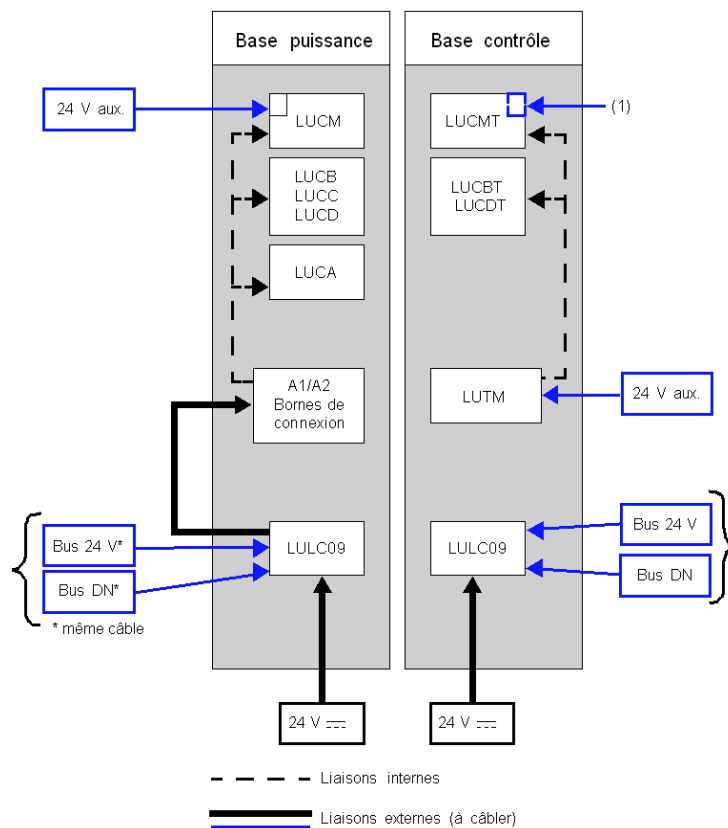 Base puissance
Base contrôle
24 V aux.
LUCM
LUCMT
(1)
LUCB
LUCC
LUCD
LUCBT
LUCDT
LUCA
A1/A2
Bornes de
connexion
LUTM
24 V aux.
Bus 24 V*
Bus DN*
* même câble
LULC09
LULC09
Bus 24 V
Bus DN
24 V
24 V
Liaisons internes
Liaisons externes (à câbler)